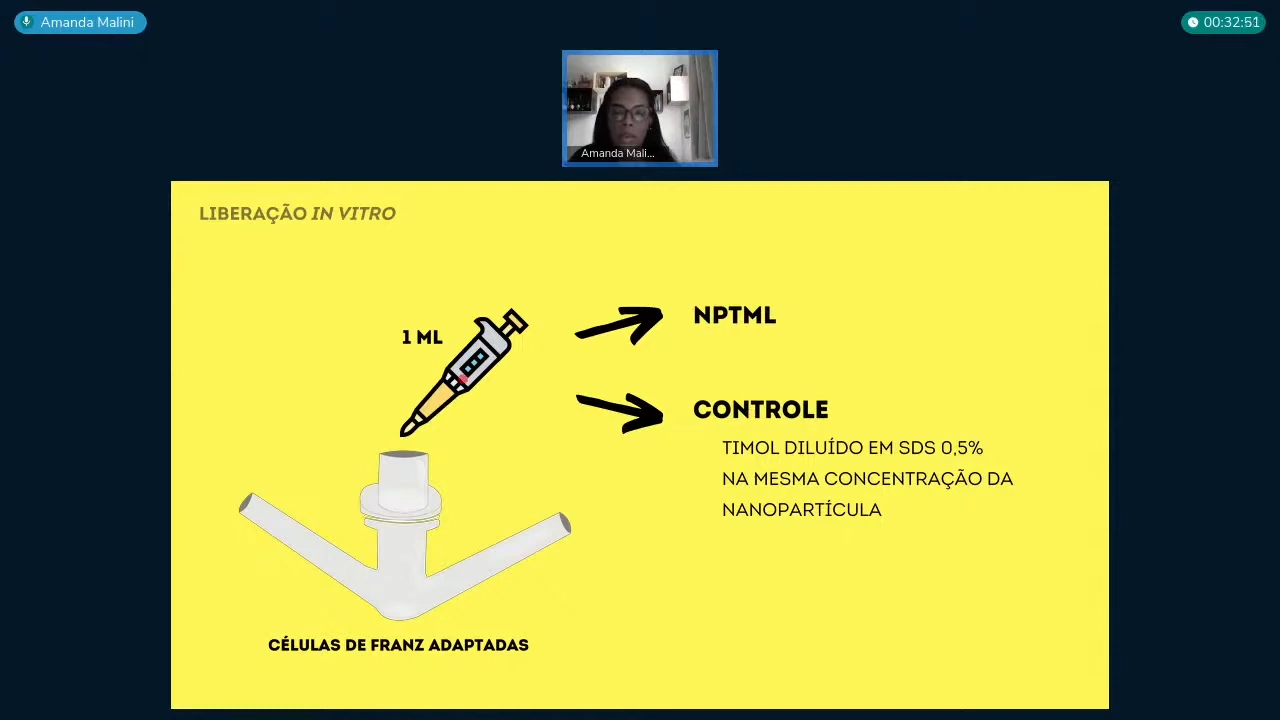 Amanda Malini
00:32:51
Amanda Mali...
LIBERAÇÃO IN VITRO
1 ML
NPTML
CONTROLE
TIMOL DILUÍDO EM SDS 0,5%
NA MESMA CONCENTRAÇÃO DA
NANOPARTÍCULA
CÉLULAS DE FRANZ ADAPTADAS